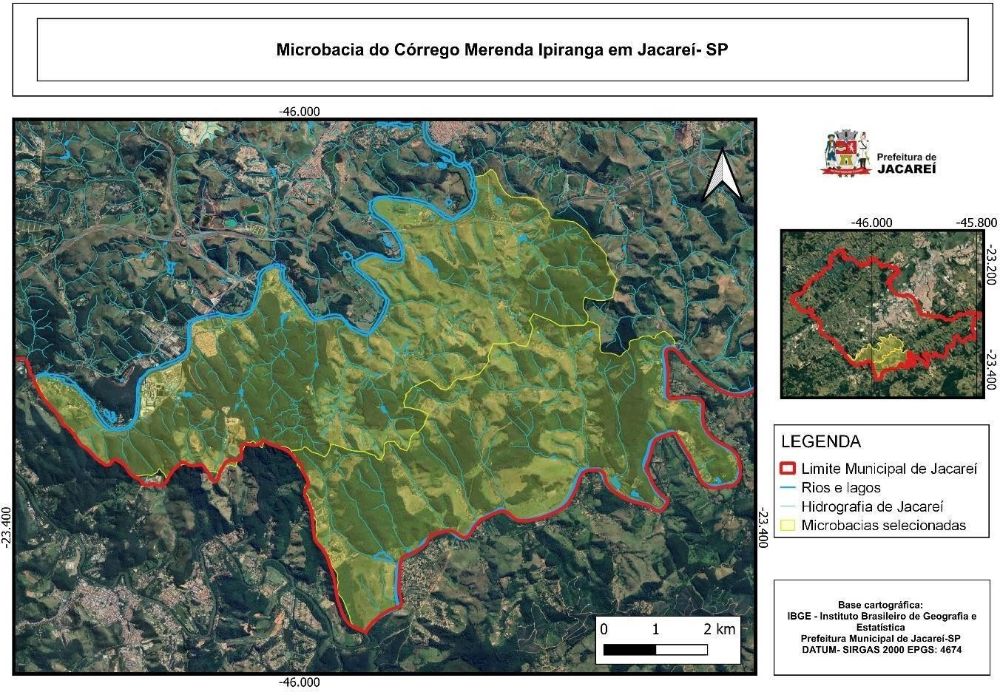 Microbacia do Córrego Merenda Ipiranga em Jacareí- SP
-46.000
Prefeitura de
JACAREÍ
-46.000
-45.800
-23.200
-23.400
LEGENDA
Limite Municipal de Jacareí
Rios e lagos
Hidrografia de Jacareí
Microbacias selecionadas
-23.400
-23.400
0 1 2 km
Base cartográfica:
IBGE - Instituto Brasileiro de Geografia e
Estatística
Prefeitura Municipal de Jacareí-SP
DATUM- SIRGAS 2000 EPGS: 4674
-46.000